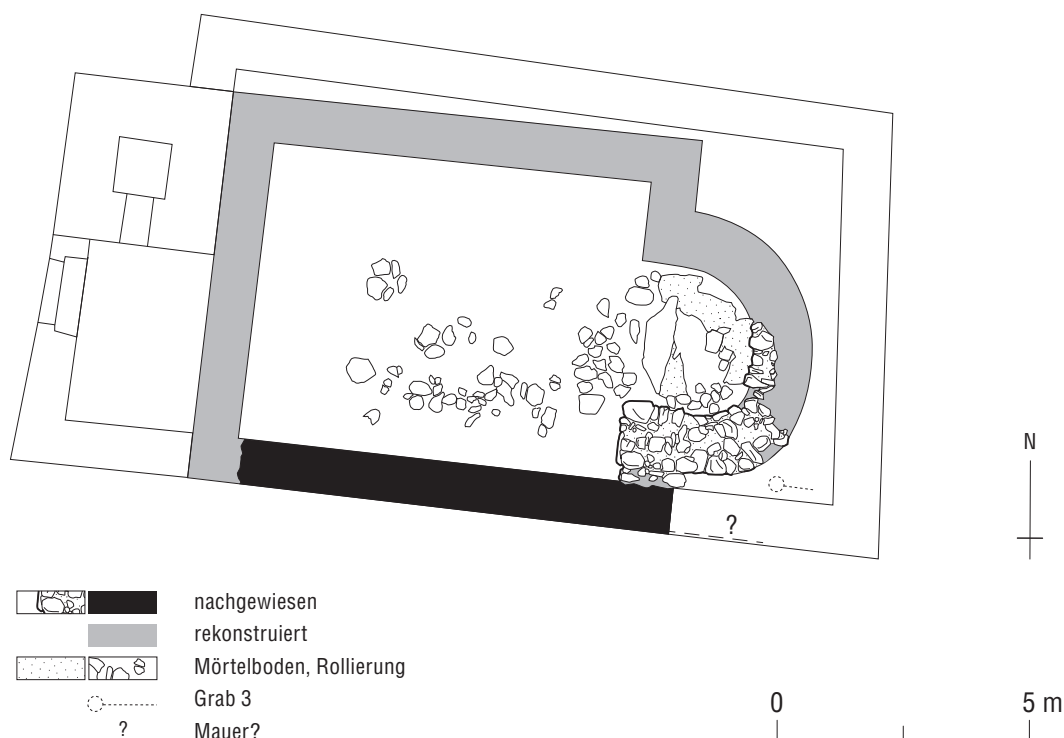 N
?
nachgewiesen
rekonstruiert
Mörtelboden, Rollierung
Grab 3
? Mauer?
0 5 m